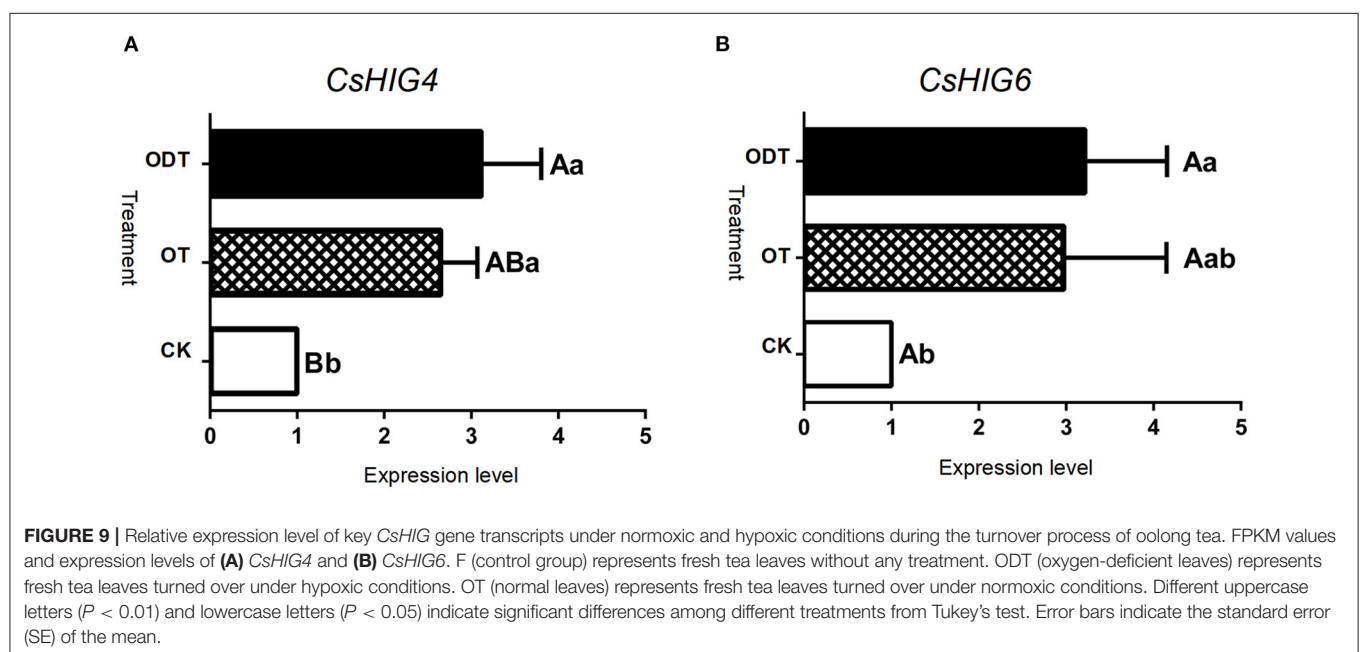 A
CsHIG4
Treatment
ODT
Aa
OT
ABa
CK
Bb
0 1 2 3 4 5
Expression level
B
CsHIG6
Treatment
ODT
Aa
OT
Aab
CK
Ab
0 1 2 3 4 5
Expression level
FIGURE 9 | Relative expression level of key CsHIG gene transcripts under normoxic and hypoxic conditions during the turnover process of oolong tea. FPKM values
and expression levels of (A) CsHIG4 and (B) CsHIG6. F (control group) represents fresh tea leaves without any treatment. ODT (oxygen-deficient leaves) represents
fresh tea leaves turned over under hypoxic conditions. OT (normal leaves) represents fresh tea leaves turned over under normoxic conditions. Different uppercase
letters (P < 0.01) and lowercase letters (P < 0.05) indicate significant differences among different treatments from Tukey’s test. Error bars indicate the standard error
(SE) of the mean.